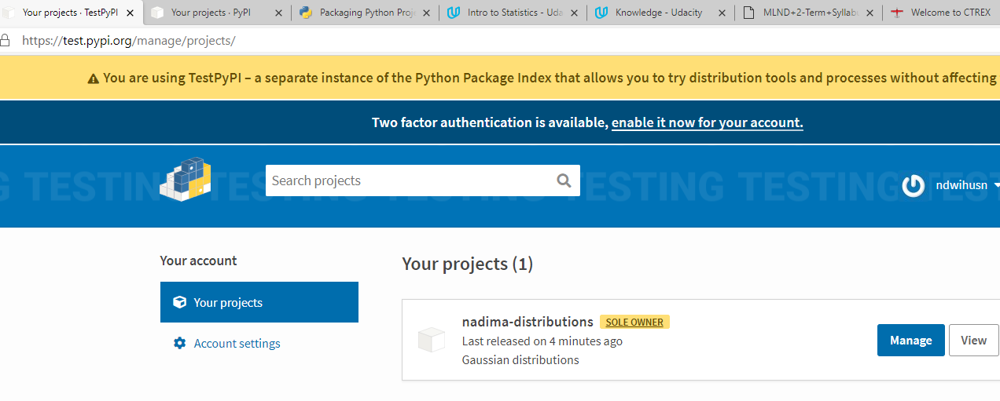 Your projects · TestPyPI
Your projects · PyPI
Packaging Python Proj
Intro to Statistics - Uda
Knowledge - Udacity
MLND+2-Term+Syllab
Welcome to CTREX
https://test.pypi.org/manage/projects/
You are using TestPyPI – a separate instance of the Python Package Index that allows you to try distribution tools and processes without affecting
Two factor authentication is available, enable it now for your account.
G TESTING TESTING TESTING TESTING TESTING TESTING
Search projects
ndwihusn
Your account
Your projects
Account settings
Your projects (1)
nadima-distributions SOLE OWNER
Last released on 4 minutes ago
Gaussian distributions
Manage
View